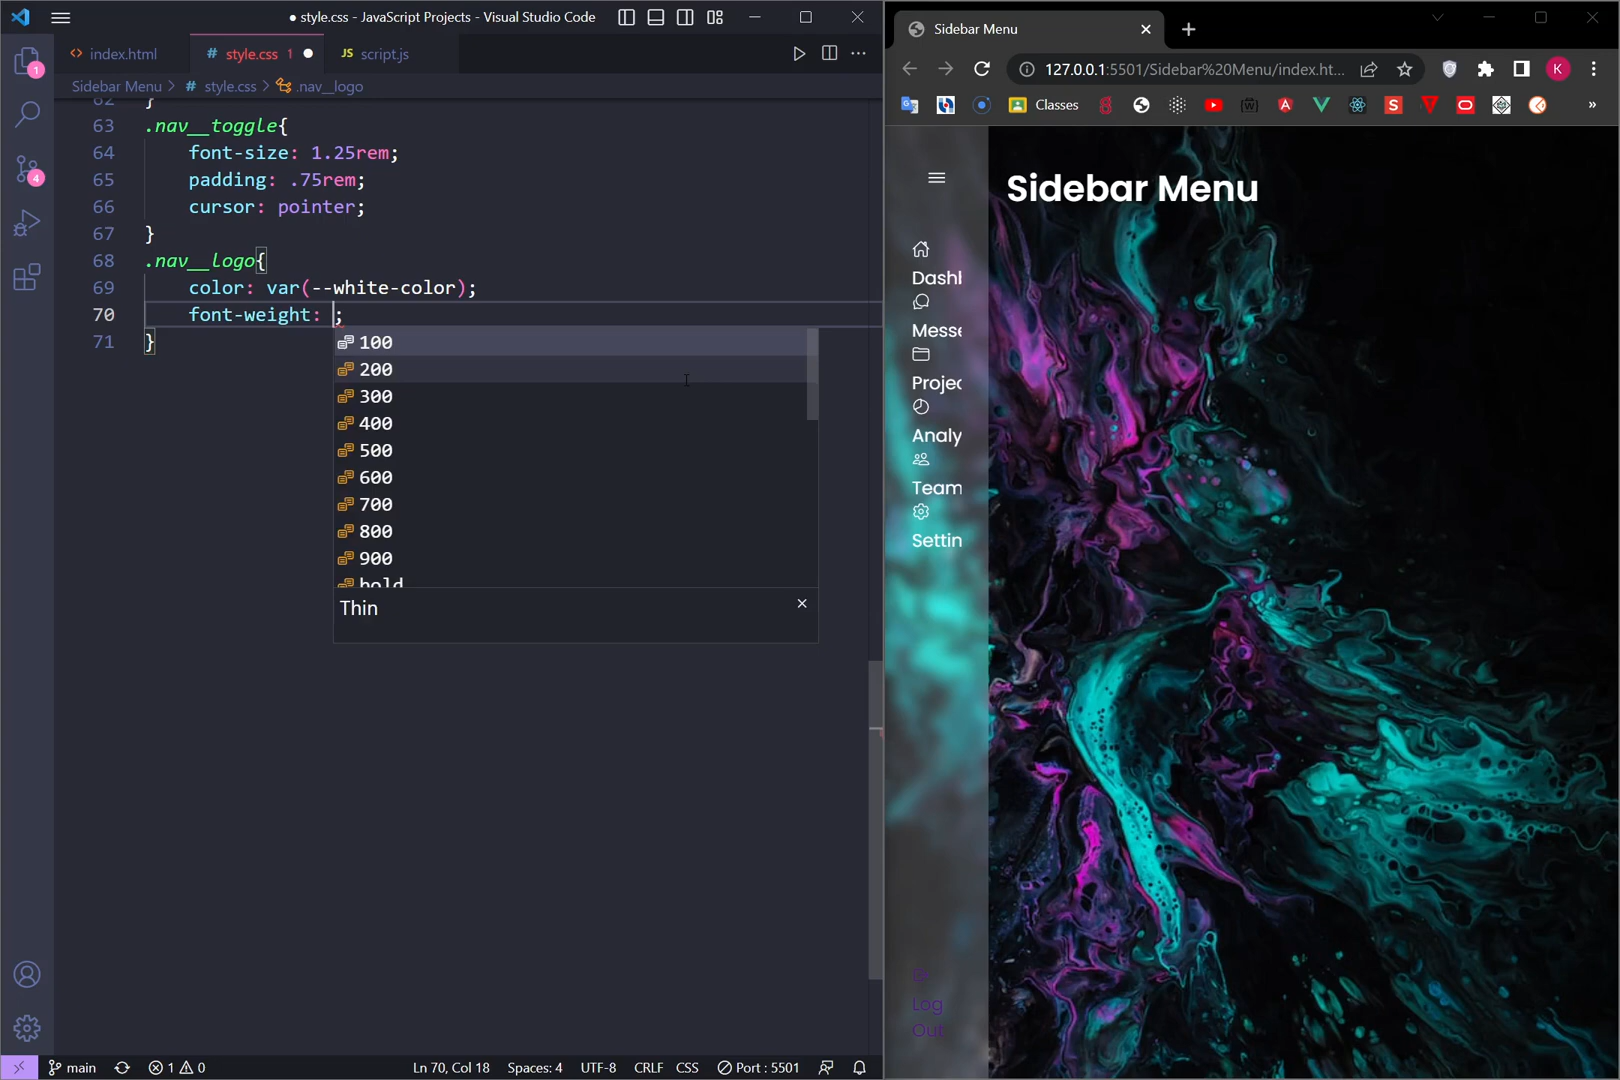 ● style.css - JavaScript Projects - Visual Studio Code
index.html
# style.css 1 ●
JS script.js
Sidebar Menu > # style.css > .nav__logo
62 }
63 .nav__toggle{
64 font-size: 1.25rem;
65 padding: .75rem;
66 cursor: pointer;
67 }
68 .nav__logo{
69 color: var(--white-color);
70 font-weight: ;
71 }
100
200
300
400
500
600
700
800
900
bold
Thin
1
4
main
1 0
Ln 70, Col 18
Spaces: 4
UTF-8
CRLF
CSS
Port : 5501
Sidebar Menu
127.0.0.1:5501/Sidebar%20Menu/index.ht...
K
Classes
»
Sidebar Menu
Dashl
Messe
Projec
Analy
Team
Settin
Log
Out